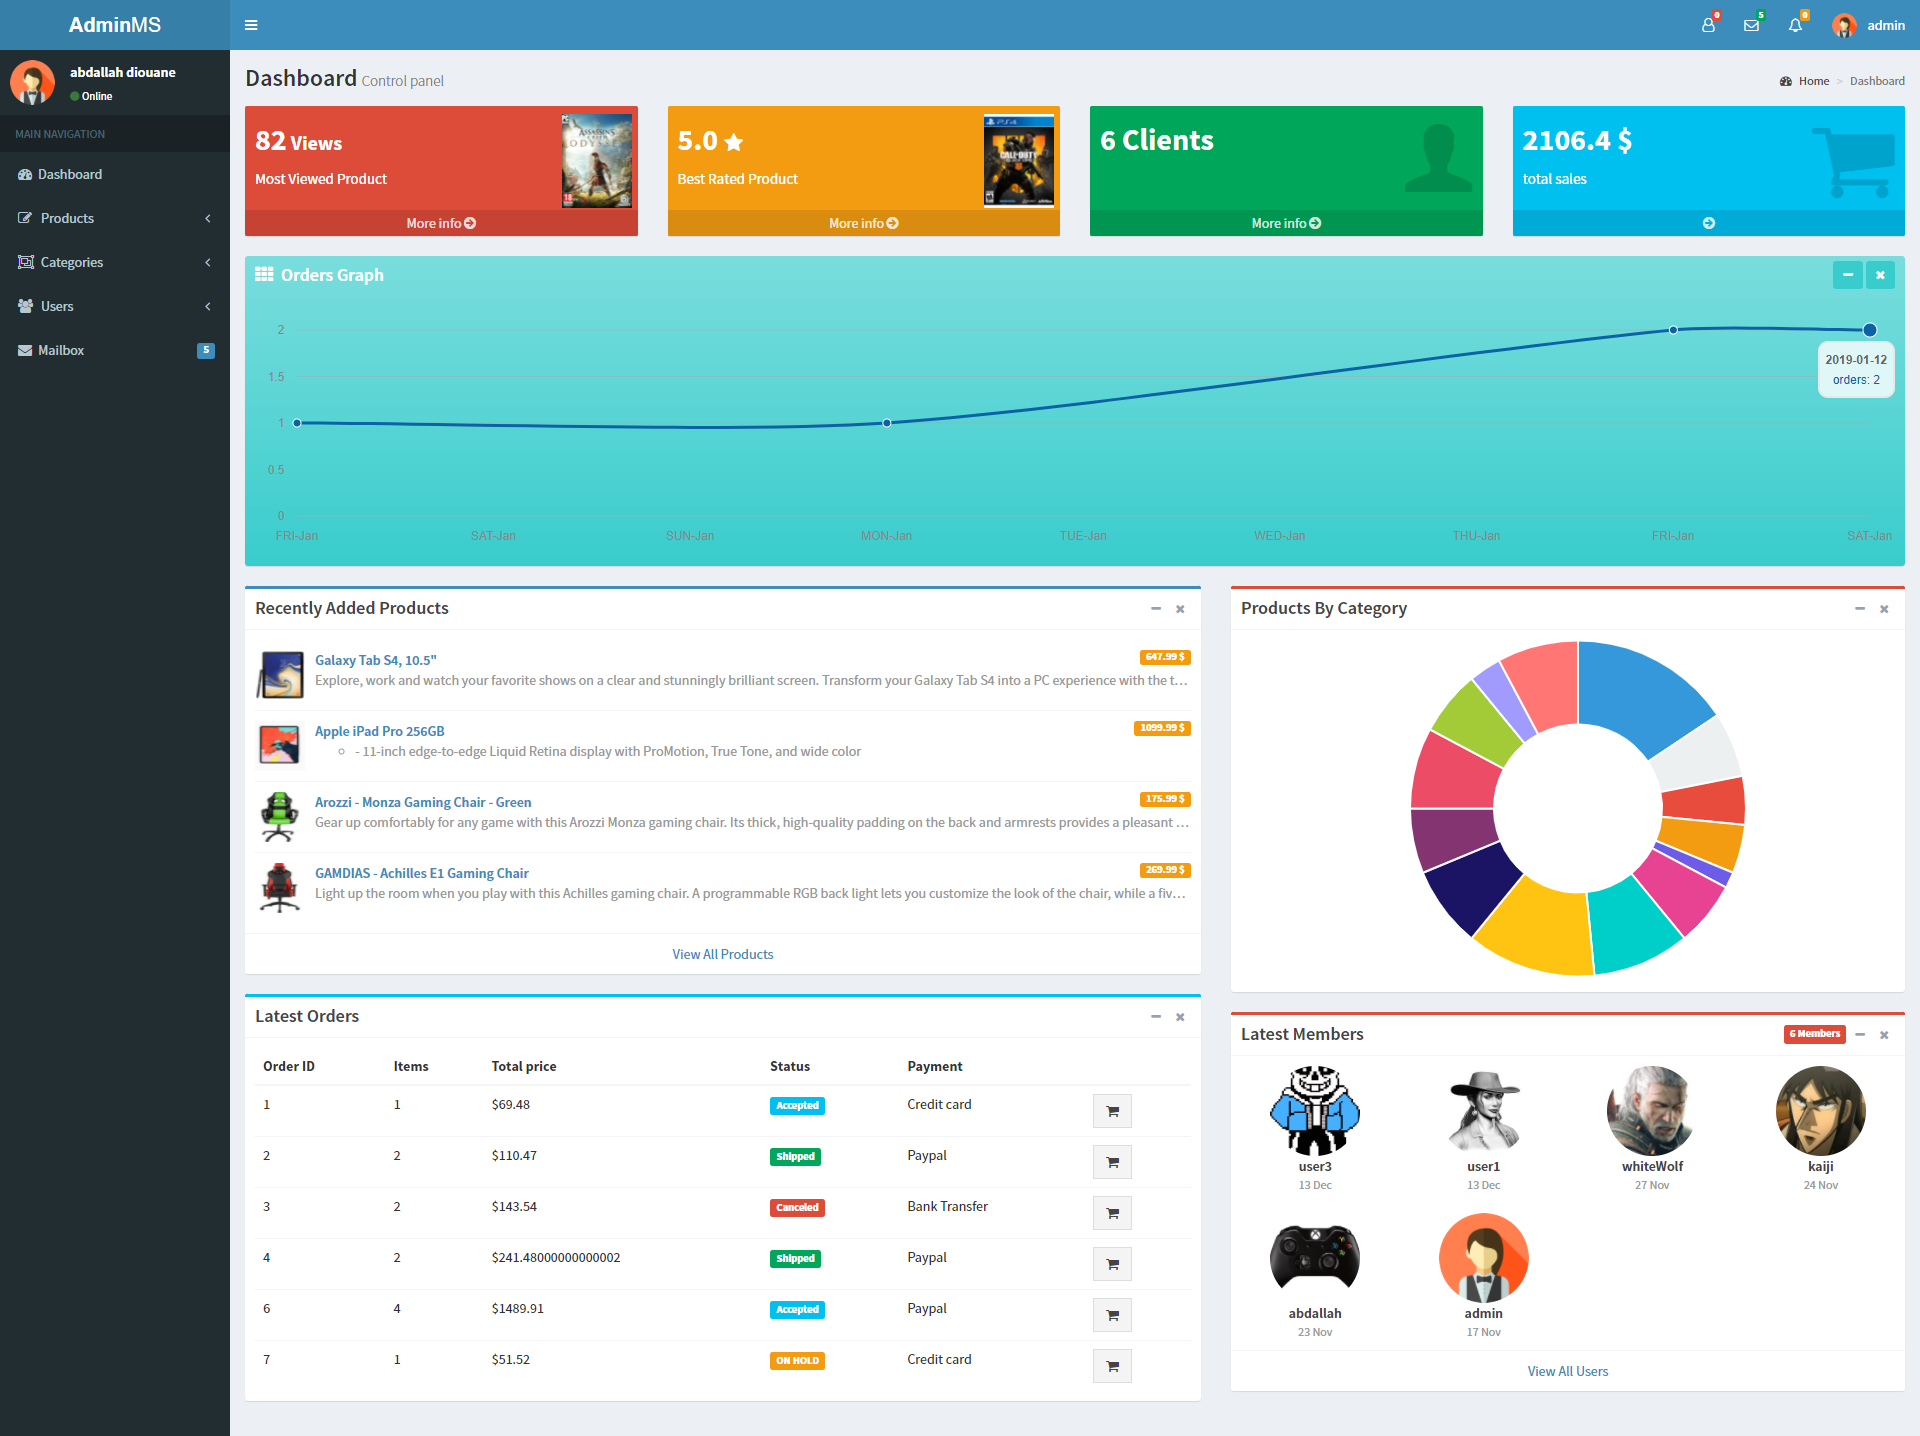 AdminMS
0
5
0
admin
abdallah diouane
Online
MAIN NAVIGATION
Dashboard
Products
Categories
Users
Mailbox 5
Dashboard Control panel
Home > Dashboard
82 Views
Most Viewed Product
ASSASSIN'S
ODYSSEY
18
More info
5.0
Best Rated Product
PS4
CALL OF DUTY
More info
6 Clients
More info
2106.4 $
total sales
Orders Graph
2
1.5
1
0.5
0
2019-01-12
orders: 2
FRI-Jan SAT-Jan SUN-Jan MON-Jan TUE-Jan WED-Jan THU-Jan FRI-Jan SAT-Jan
Recently Added Products
Galaxy Tab S4, 10.5" 647.99 $
Explore, work and watch your favorite shows on a clear and stunningly brilliant screen. Transform your Galaxy Tab S4 into a PC experience with the t...
Apple iPad Pro 256GB 1099.99 $
- 11-inch edge-to-edge Liquid Retina display with ProMotion, True Tone, and wide color
Arozzi - Monza Gaming Chair - Green 175.99 $
Gear up comfortably for any game with this Arozzi Monza gaming chair. Its thick, high-quality padding on the back and armrests provides a pleasant ...
GAMDIAS - Achilles E1 Gaming Chair 269.99 $
Light up the room when you play with this Achilles gaming chair. A programmable RGB back light lets you customize the look of the chair, while a fiv...
View All Products
Products By Category
Latest Orders
Order ID Items Total price Status Payment
1 1 $69.48 Accepted Credit card
2 2 $110.47 Shipped Paypal
3 2 $143.54 Canceled Bank Transfer
4 2 $241.48000000000002 Shipped Paypal
6 4 $1489.91 Accepted Paypal
7 1 $51.52 ON HOLD Credit card
Latest Members
6 Members
user3
13 Dec
user1
13 Dec
whiteWolf
27 Nov
kaiji
24 Nov
abdallah
23 Nov
admin
17 Nov
View All Users